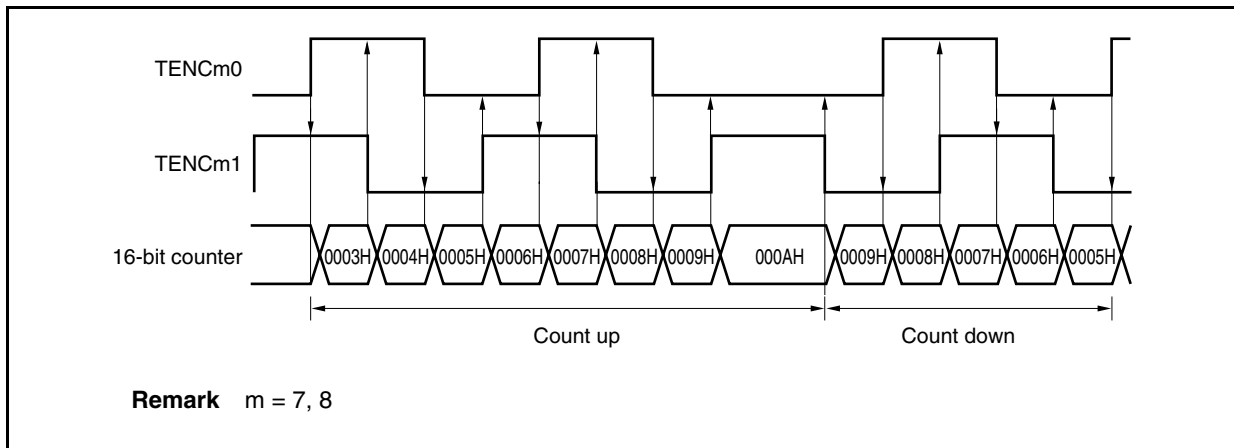 TENCm0
TENCm1
16-bit counter
0003H 0004H 0005H 0006H 0007H 0008H 0009H 000AH 0009H 0008H 0007H 0006H 0005H
Count up Count down
Remark m = 7, 8